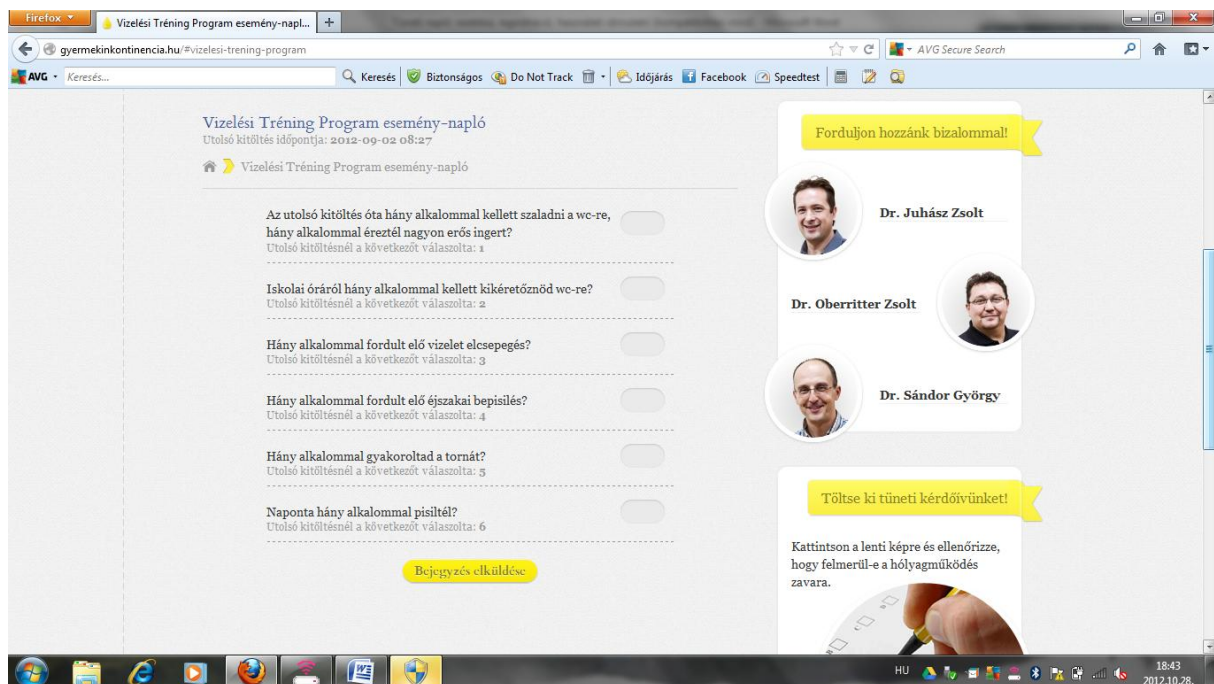 Firefox
Vizelési Tréning Program esemény-napl...
gyermekinkontinencia.hu/#vizelesi-trening-program
AVG Secure Search
AVG
Keresés...
Keresés
Biztonságos
Do Not Track
Időjárás
Facebook
Speedtest
Vizelési Tréning Program esemény-napló
Utolsó kitöltés időpontja: 2012-09-02 08:27
Vizelési Tréning Program esemény-napló
Az utolsó kitöltés óta hány alkalommal kellett szaladni a wc-re,
hány alkalommal éreztél nagyon erős ingert?
Utolsó kitöltésnél a következőt válaszolta: 1
Iskolai óráról hány alkalommal kellett kikéretőznöd wc-re?
Utolsó kitöltésnél a következőt válaszolta: 2
Hány alkalommal fordult elő vizelet elcsepegés?
Utolsó kitöltésnél a következőt válaszolta: 3
Hány alkalommal fordult elő éjszakai bepisilés?
Utolsó kitöltésnél a következőt válaszolta: 4
Hány alkalommal gyakoroltad a tornát?
Utolsó kitöltésnél a következőt válaszolta: 5
Naponta hány alkalommal pisiltél?
Utolsó kitöltésnél a következőt válaszolta: 6
Bejegyzés elküldése
Forduljon hozzánk bizalommal!
Dr. Juhász Zsolt
Dr. Oberritter Zsolt
Dr. Sándor György
Töltse ki tüneti kérdőívünket!
Kattintson a lenti képre és ellenőrizze,
hogy felmerül-e a hólyagműködés
zavara.
HU
18:43
2012.10.28.